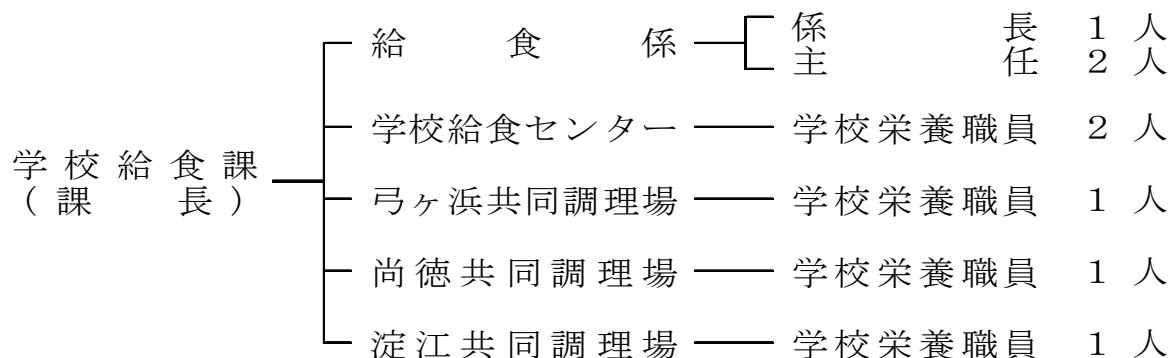 給食係 係長 1人
主任 2人
学校給食センター 学校栄養職員 2人
学校給食課
(課長)
弓ヶ浜共同調理場 学校栄養職員 1人
尚徳共同調理場 学校栄養職員 1人
淀江共同調理場 学校栄養職員 1人